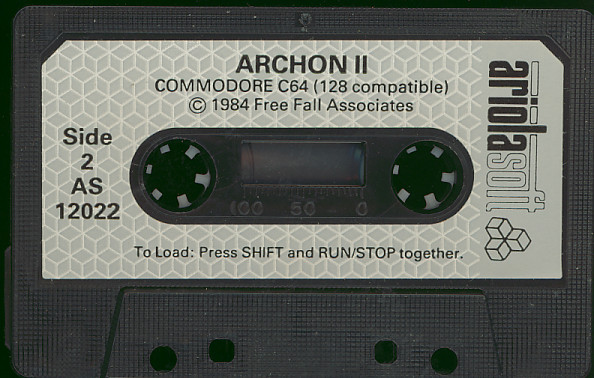 ARCHON II
COMMODORE C64 (128 compatible)
© 1984 Free Fall Associates
Side
2
AS
12022
100 50 0
To Load: Press SHIFT and RUN/STOP together.
ariolasoft